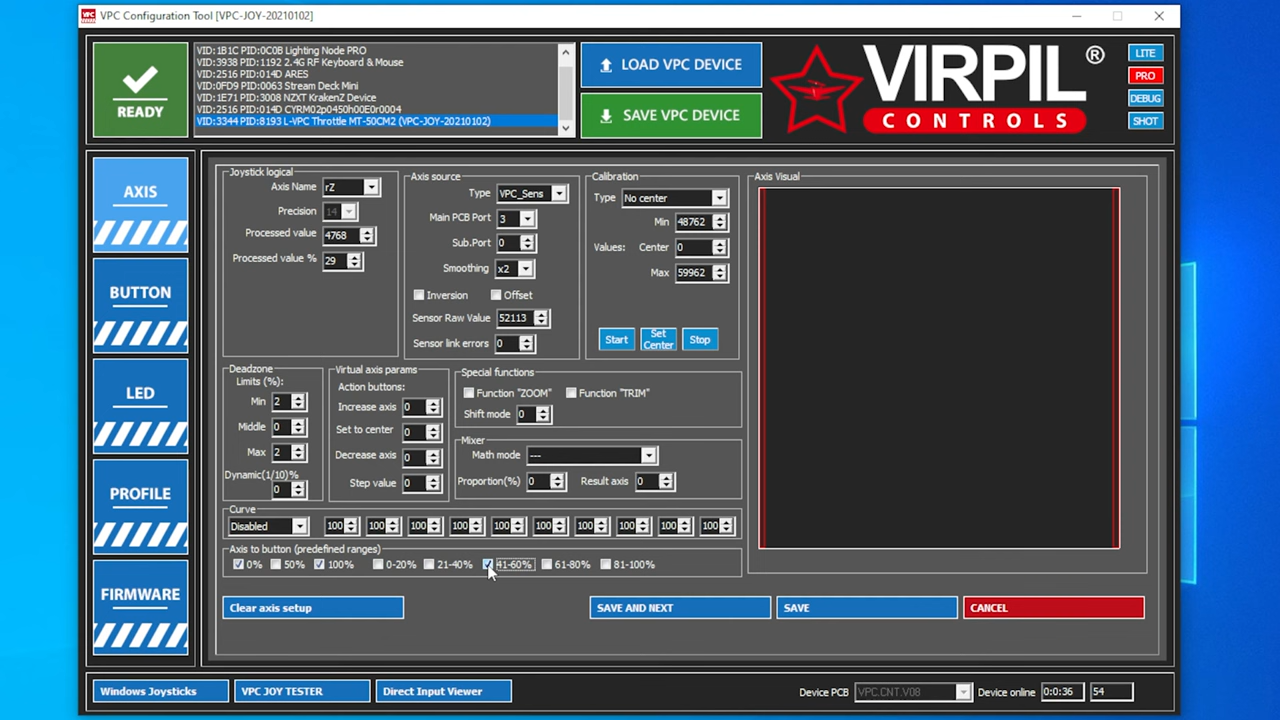 VPC Configuration Tool [VPC-JOY-20210102]
READY
VID:1B1C PID:0C0B Lighting Node PRO
VID:3938 PID:1192 2.4G RF Keyboard & Mouse
VID:2516 PID:014D ARES
VID:0FD9 PID:0063 Stream Deck Mini
VID:1E71 PID:3008 NZXT KrakenZ Device
VID:2516 PID:014D CYRM02p0450h00E0r0004
VID:3344 PID:8193 L-VPC Throttle MT-50CM2 (VPC-JOY-20210102)
LOAD VPC DEVICE
SAVE VPC DEVICE
VIRPIL ®
CONTROLS
LITE
PRO
DEBUG
SHOT
AXIS
BUTTON
LED
PROFILE
FIRMWARE
Joystick logical
Axis Name rZ
Precision 14
Processed value 4768
Processed value % 29
Axis source
Type VPC_Sens
Main PCB Port 3
Sub.Port 0
Smoothing x2
Inversion Offset
Sensor Raw Value 52113
Sensor link errors 0
Calibration
Type No center
Min 48762
Values: Center 0
Max 59962
Start Set Center Stop
Axis Visual
Deadzone
Limits (%):
Min 2
Middle 0
Max 2
Dynamic(1/10)%
0
Virtual axis params
Action buttons:
Increase axis 0
Set to center 0
Decrease axis 0
Step value 0
Special functions
Function "ZOOM" Function "TRIM"
Shift mode 0
Mixer
Math mode ---
Proportion(%) 0 Result axis 0
Curve
Disabled 100 100 100 100 100 100 100 100 100 100
Axis to button (predefined ranges)
0% 50% 100% 0-20% 21-40% 41-60% 61-80% 81-100%
Clear axis setup
SAVE AND NEXT
SAVE
CANCEL
Windows Joysticks
VPC JOY TESTER
Direct Input Viewer
Device PCB VPC.CNT.V08 Device online 0:0:36 54